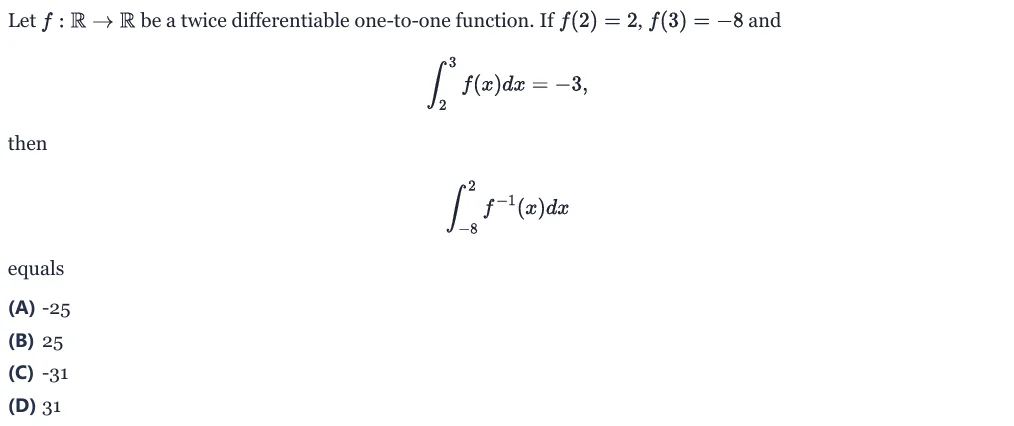 Let f : ℝ → ℝ be a twice differentiable one-to-one function. If f(2) = 2, f(3) = −8 and
∫₂³ f(x)dx = −3,
then
∫₋₈² f⁻¹(x)dx
equals
(A) -25
(B) 25
(C) -31
(D) 31